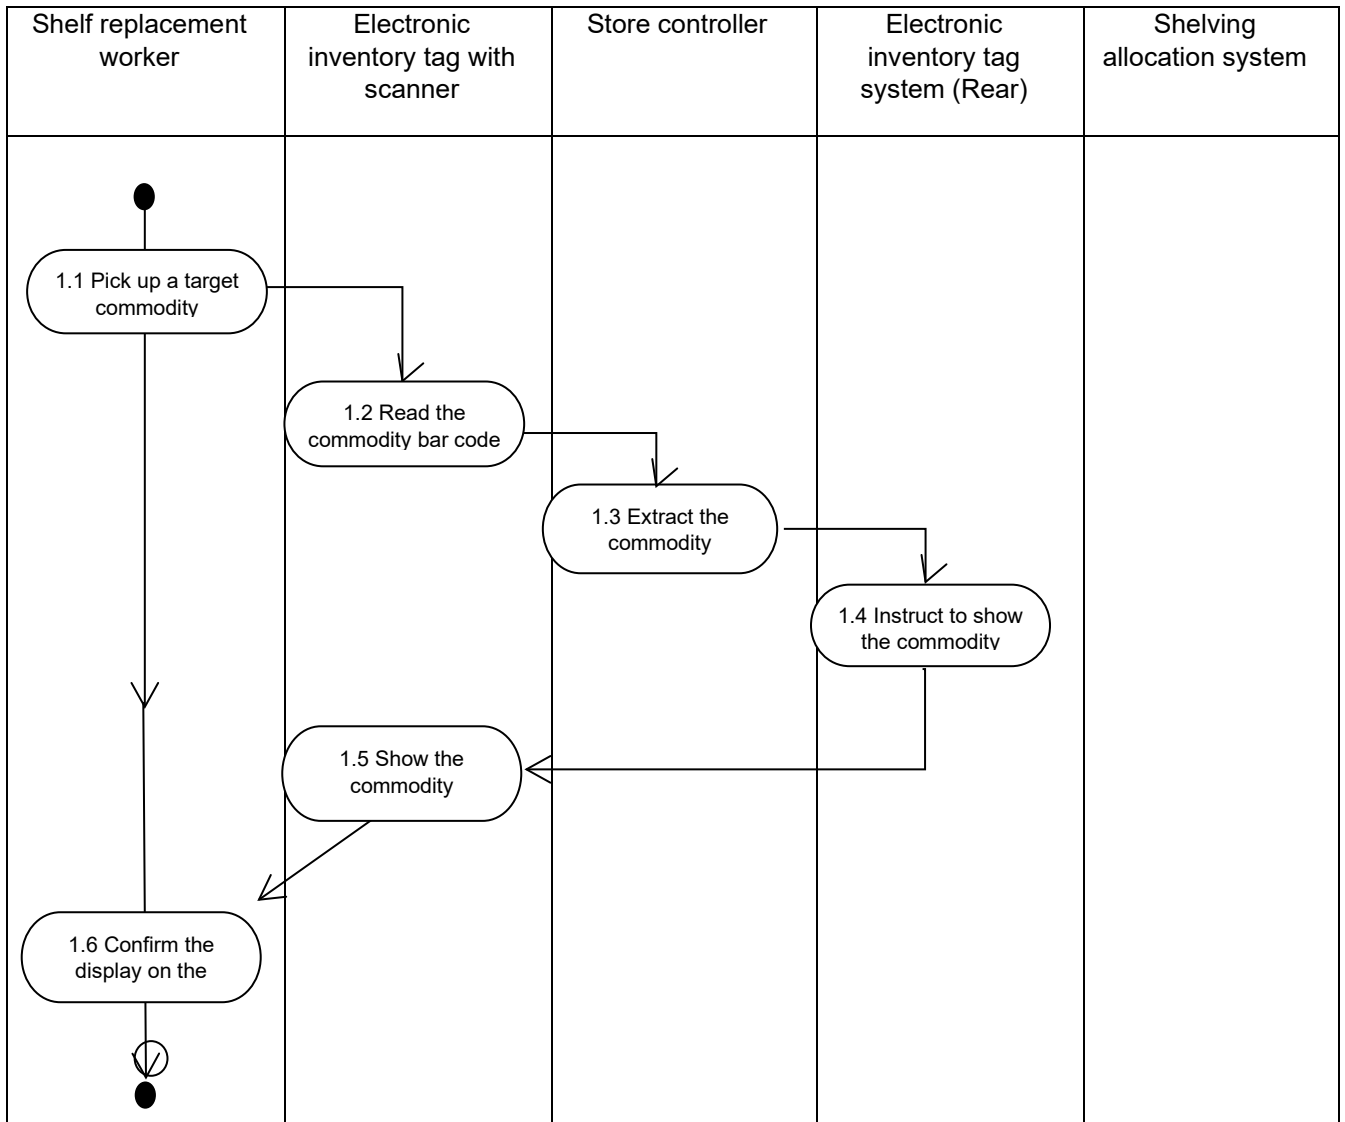 Shelf replacement
worker
Electronic
inventory tag with
scanner
Store controller
Electronic
inventory tag
system (Rear)
Shelving
allocation system
1.1 Pick up a target
commodity
1.2 Read the
commodity bar code
1.3 Extract the
commodity
1.4 Instruct to show
the commodity
1.5 Show the
commodity
1.6 Confirm the
display on the